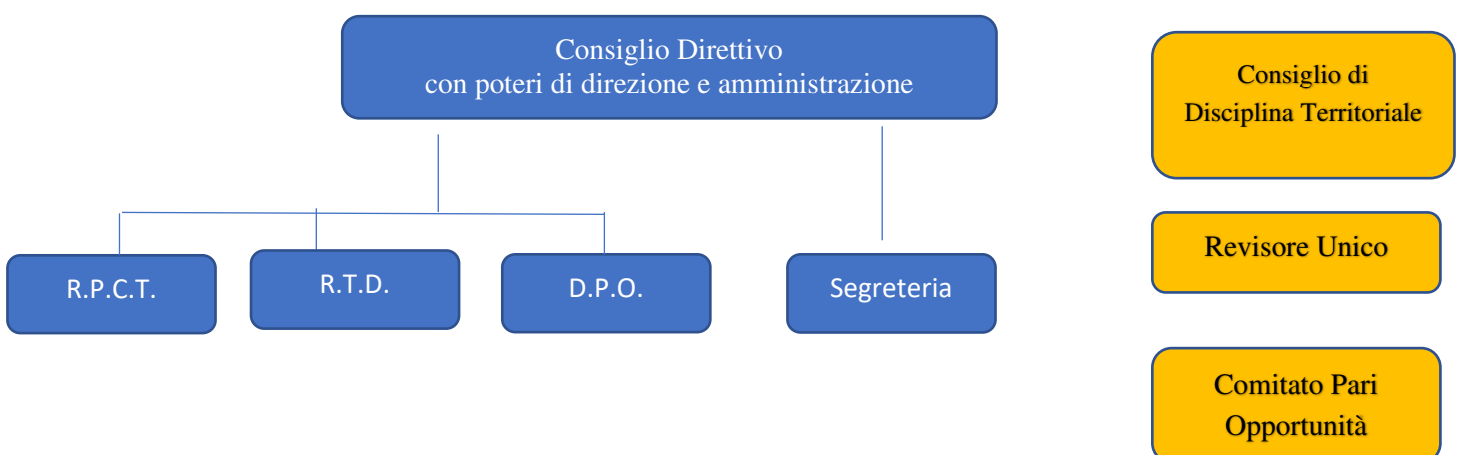 Consiglio Direttivo
con poteri di direzione e amministrazione
R.P.C.T.
R.T.D.
D.P.O.
Segreteria
Consiglio di
Disciplina Territoriale
Revisore Unico
Comitato Pari
Opportunità